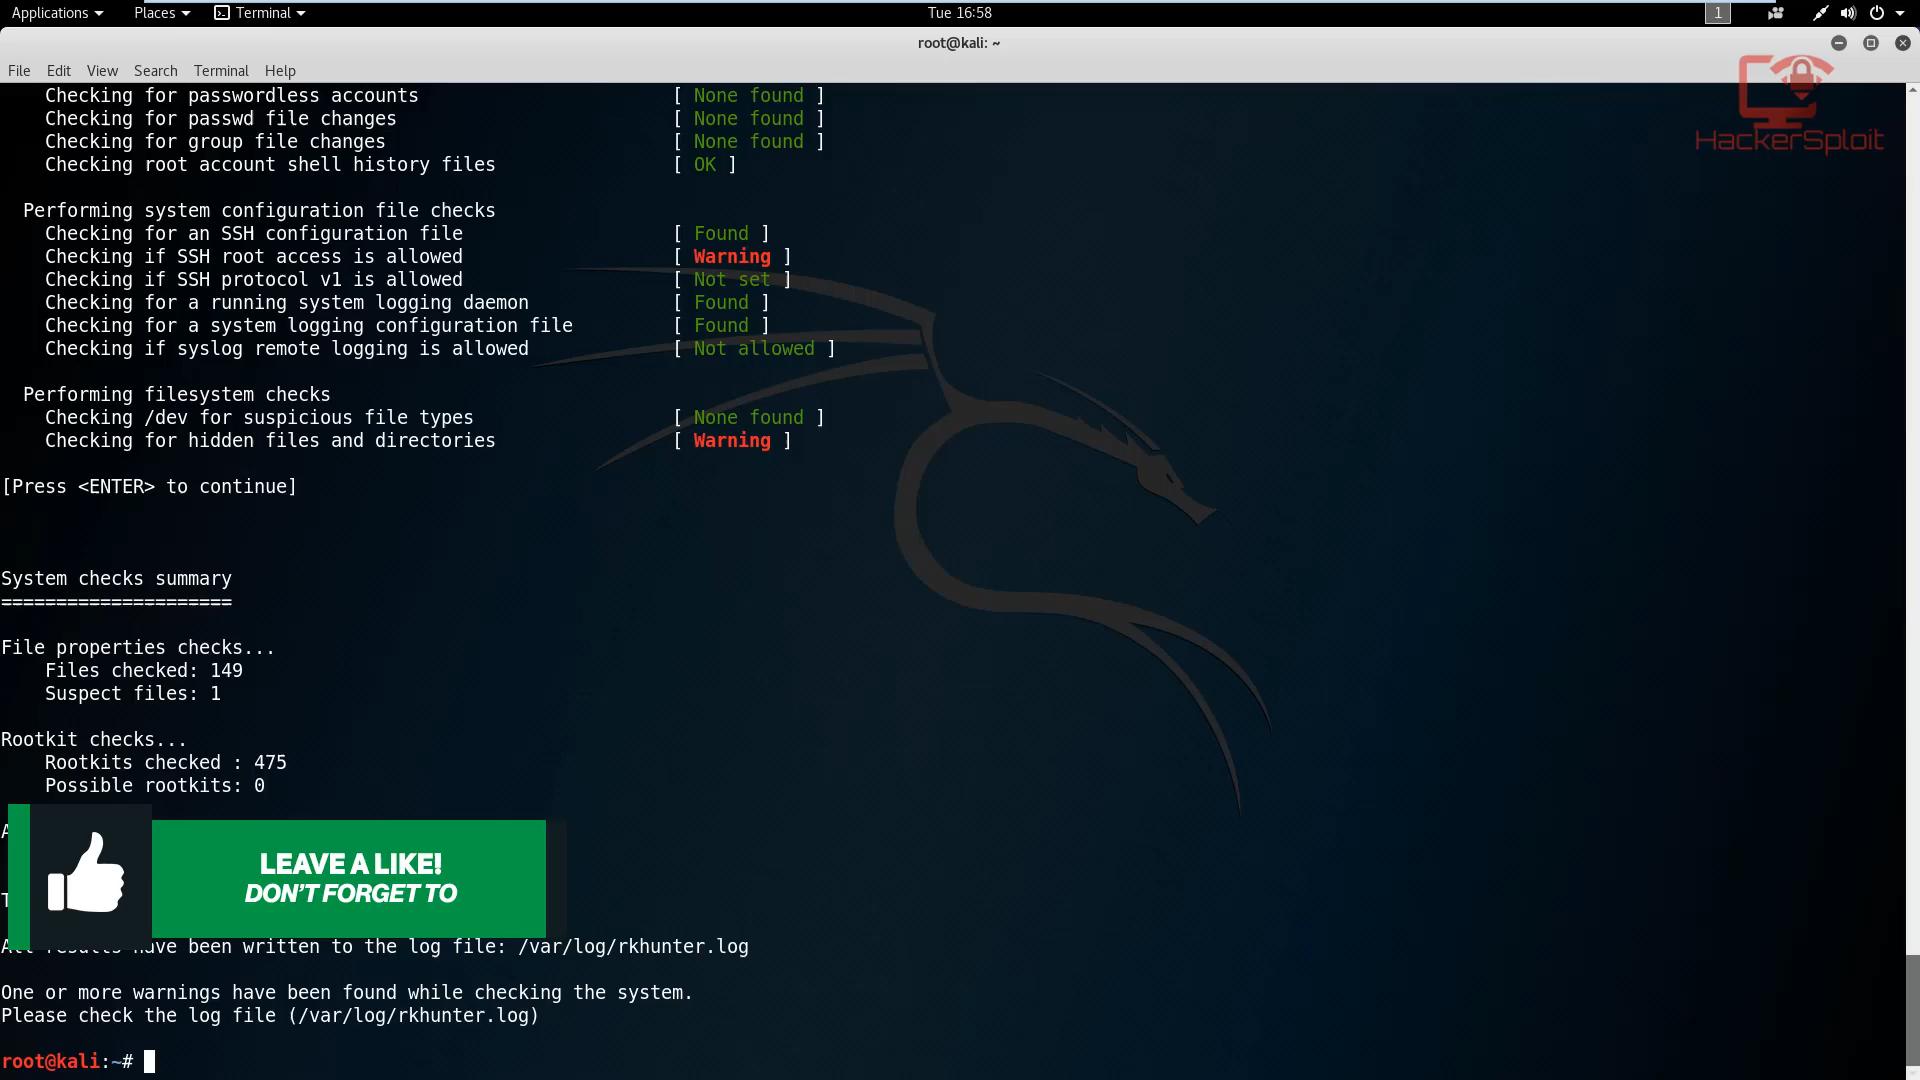 Applications Places Terminal Tue 16:58 1
root@kali: ~
File Edit View Search Terminal Help
HackerSploit
Checking for passwordless accounts [ None found ]
Checking for passwd file changes [ None found ]
Checking for group file changes [ None found ]
Checking root account shell history files [ OK ]
Performing system configuration file checks
Checking for an SSH configuration file [ Found ]
Checking if SSH root access is allowed [ Warning ]
Checking if SSH protocol v1 is allowed [ Not set ]
Checking for a running system logging daemon [ Found ]
Checking for a system logging configuration file [ Found ]
Checking if syslog remote logging is allowed [ Not allowed ]
Performing filesystem checks
Checking /dev for suspicious file types [ None found ]
Checking for hidden files and directories [ Warning ]
[Press <ENTER> to continue]
System checks summary
=====================
File properties checks...
Files checked: 149
Suspect files: 1
Rootkit checks...
Rootkits checked : 475
Possible rootkits: 0
LEAVE A LIKE!
DON'T FORGET TO
All results have been written to the log file: /var/log/rkhunter.log
One or more warnings have been found while checking the system.
Please check the log file (/var/log/rkhunter.log)
root@kali:~#